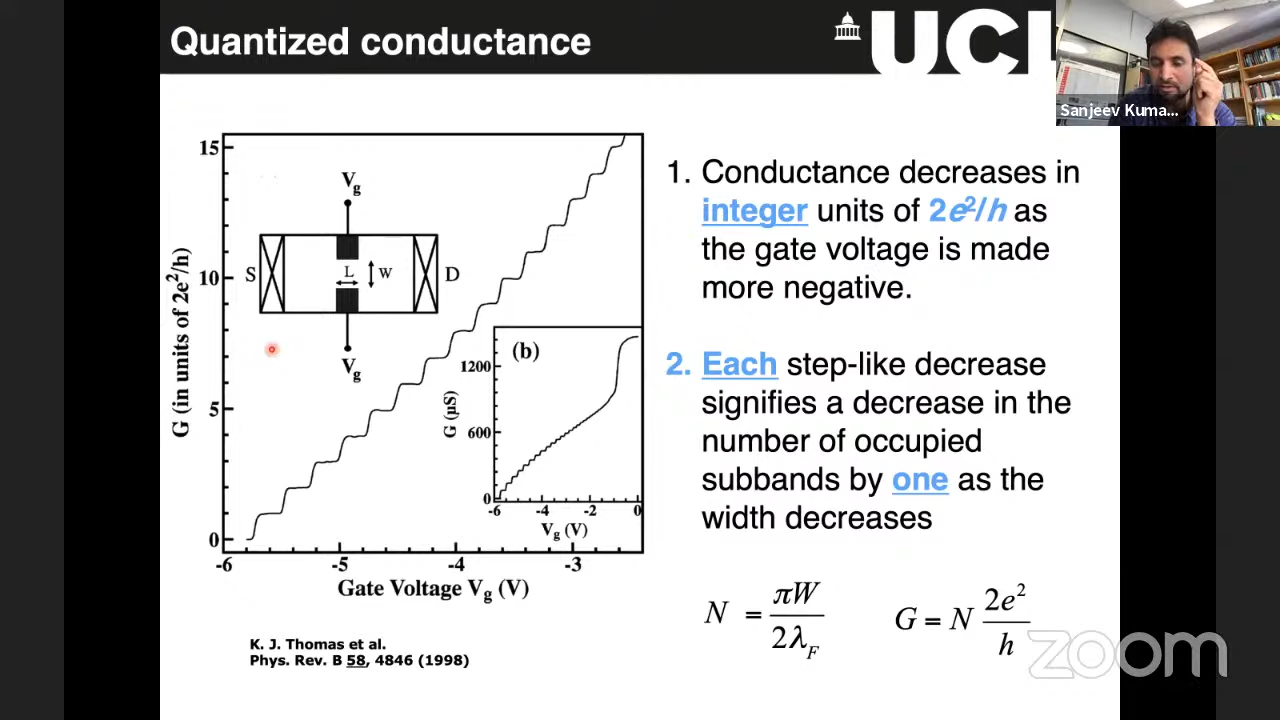 Quantized conductance
UCL
Sanjeev Kuma...
15
10
5
0
G (in units of 2e²/h)
-6
-5
-4
-3
Gate Voltage Vg (V)
Vg
S
L
W
D
Vg
(b)
1200
600
0
G (µS)
-6
-4
-2
0
Vg (V)
1. Conductance decreases in
integer units of 2e²/h as
the gate voltage is made
more negative.
2. Each step-like decrease
signifies a decrease in the
number of occupied
subbands by one as the
width decreases
N = πW / 2λF
G = N 2e² / h
K. J. Thomas et al.
Phys. Rev. B 58, 4846 (1998)
zoom